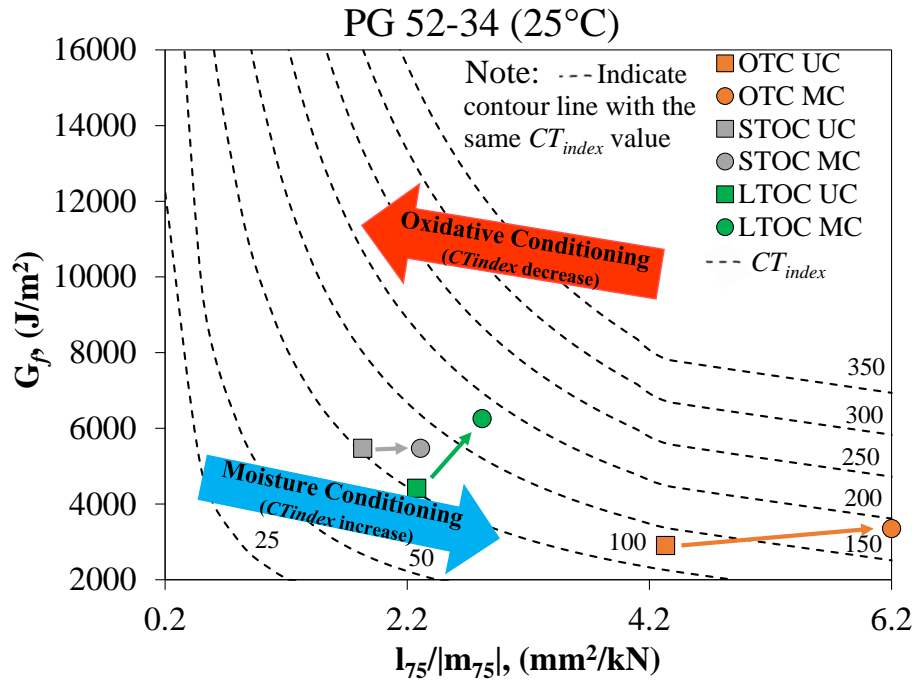 PG 52-34 (25°C)
16000
14000
12000
10000
8000
6000
4000
2000
G_f, (J/m²)
Note: --- Indicate
contour line with the
same CT_index value
OTC UC
OTC MC
STOC UC
STOC MC
LTOC UC
LTOC MC
CT_index
Oxidative Conditioning
(CTindex decrease)
350
300
250
200
150
100
Moisture Conditioning
(CTindex increase)
25
50
0.2
2.2
4.2
6.2
l₇₅/|m₇₅|, (mm²/kN)